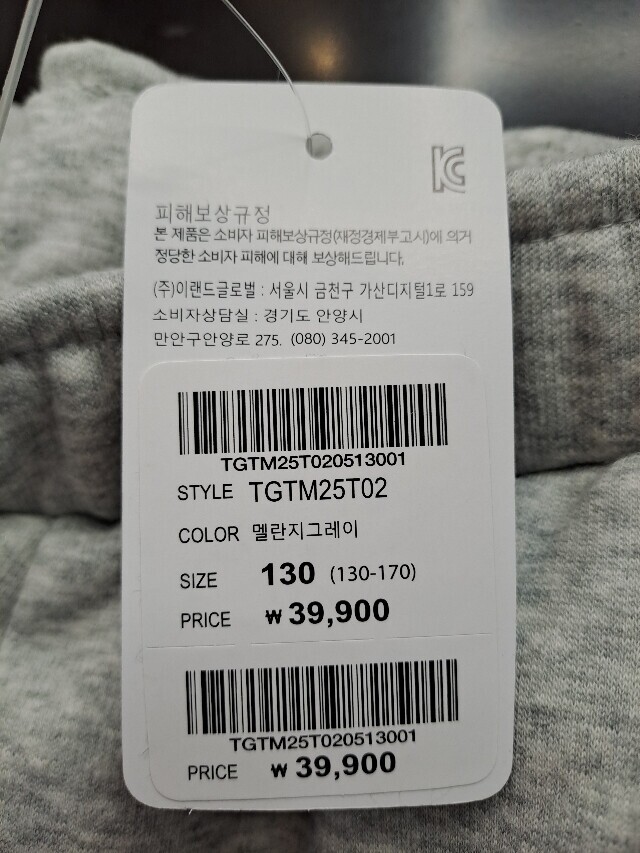 KC
피해보상규정
본 제품은 소비자 피해보상규정(재정경제부고시)에 의거
정당한 소비자 피해에 대해 보상해드립니다.
(주)이랜드글로벌 : 서울시 금천구 가산디지털1로 159
소비자상담실 : 경기도 안양시
만안구안양로 275. (080) 345-2001
TGTM25T020513001
STYLE TGTM25T02
COLOR 멜란지그레이
SIZE 130 (130-170)
PRICE ₩39,900
TGTM25T020513001
PRICE ₩39,900